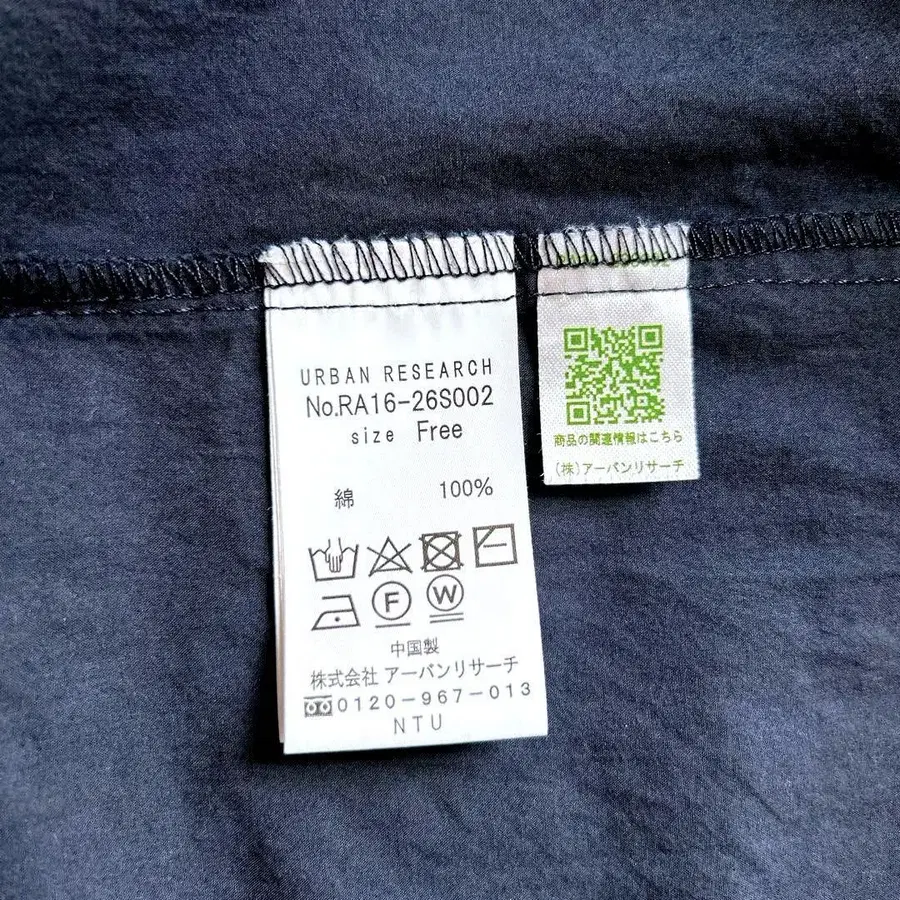 URBAN RESEARCH
No.RA16-26S002
size Free
綿 100%
F W
中国製
株式会社 アーバンリサーチ
0120-967-013
NTU
商品の関連情報はこちら
(株)アーバンリサーチ